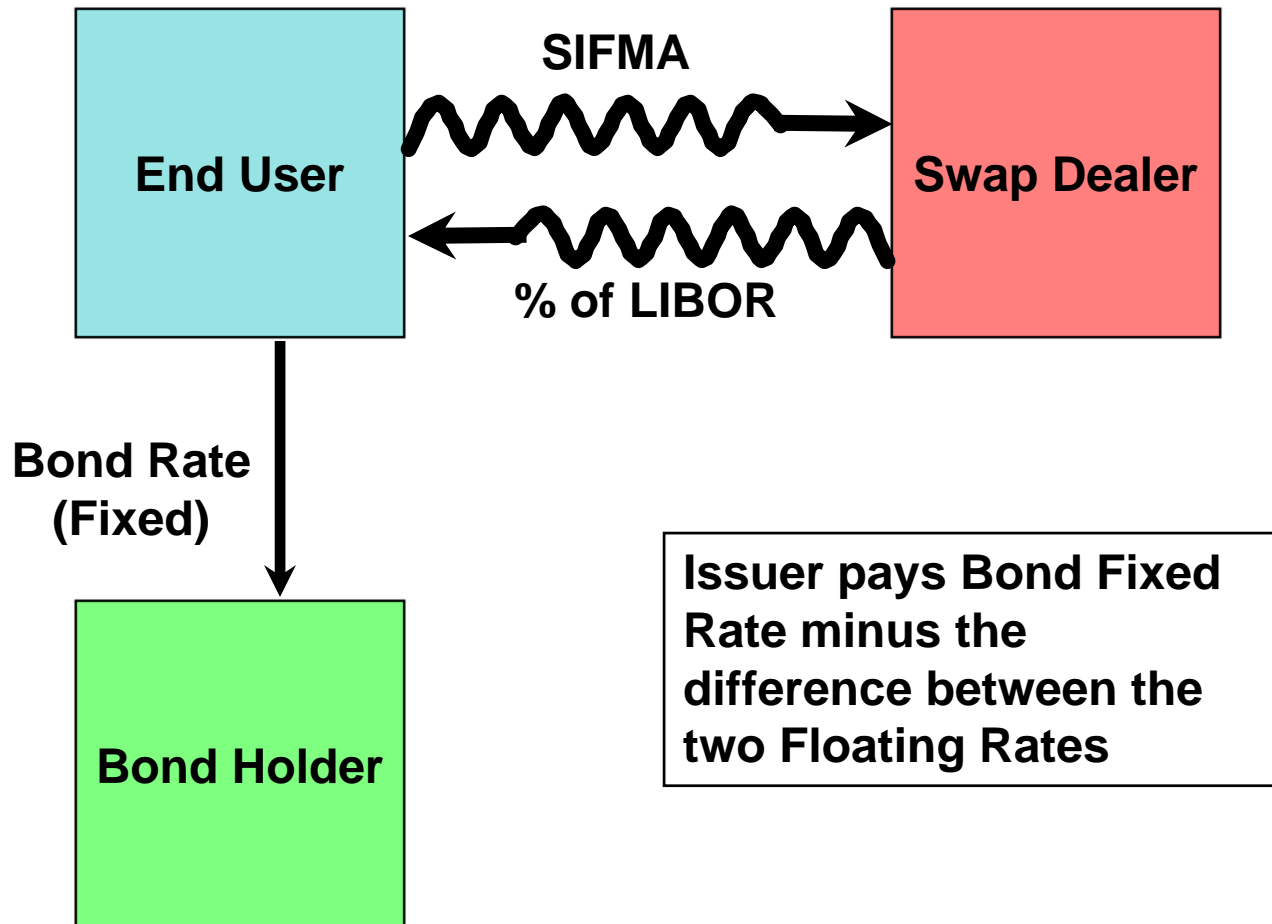 SIFMA
End User
Swap Dealer
% of LIBOR
Bond Rate
(Fixed)
Issuer pays Bond Fixed
Rate minus the
difference between the
two Floating Rates
Bond Holder